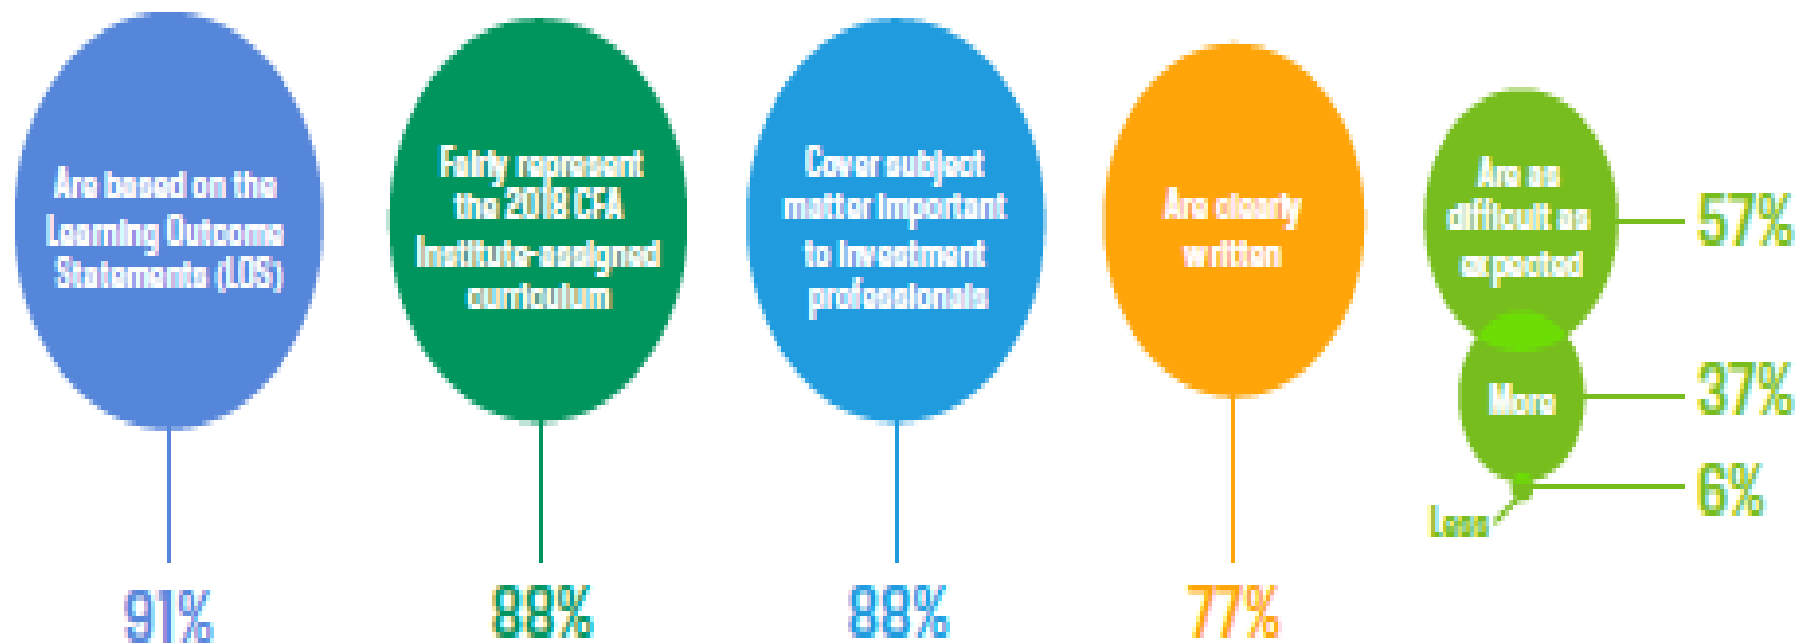 Are based on the
Learning Outcome
Statements (LOS)
91%
Fairly represent
the 2018 CFA
Institute-assigned
curriculum
88%
Cover subject
matter important
to investment
professionals
88%
Are clearly
written
77%
Are as
difficult as
expected
57%
More
37%
Less
6%